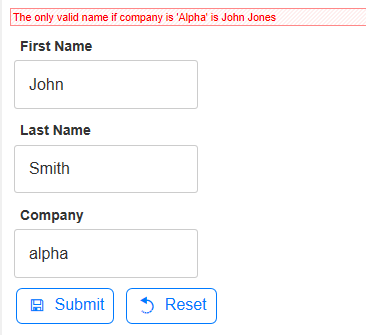 The only valid name if company is 'Alpha' is John Jones
First Name
John
Last Name
Smith
Company
alpha
Submit Reset